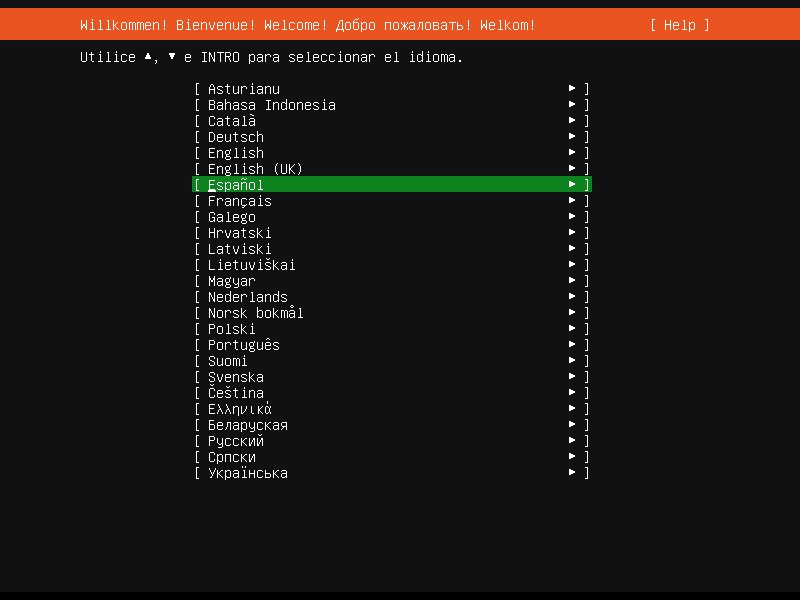 Willkommen! Bienvenue! Welcome! Добро пожаловать! Welkom! [ Help ]
Utilice ▲, ▼ e INTRO para seleccionar el idioma.
[ Asturianu ▸ ]
[ Bahasa Indonesia ▸ ]
[ Català ▸ ]
[ Deutsch ▸ ]
[ English ▸ ]
[ English (UK) ▸ ]
[ Español ▸ ]
[ Français ▸ ]
[ Galego ▸ ]
[ Hrvatski ▸ ]
[ Latviski ▸ ]
[ Lietuviškai ▸ ]
[ Magyar ▸ ]
[ Nederlands ▸ ]
[ Norsk bokmål ▸ ]
[ Polski ▸ ]
[ Português ▸ ]
[ Suomi ▸ ]
[ Svenska ▸ ]
[ Čeština ▸ ]
[ Ελληνικά ▸ ]
[ Беларуская ▸ ]
[ Русский ▸ ]
[ Српски ▸ ]
[ Українська ▸ ]